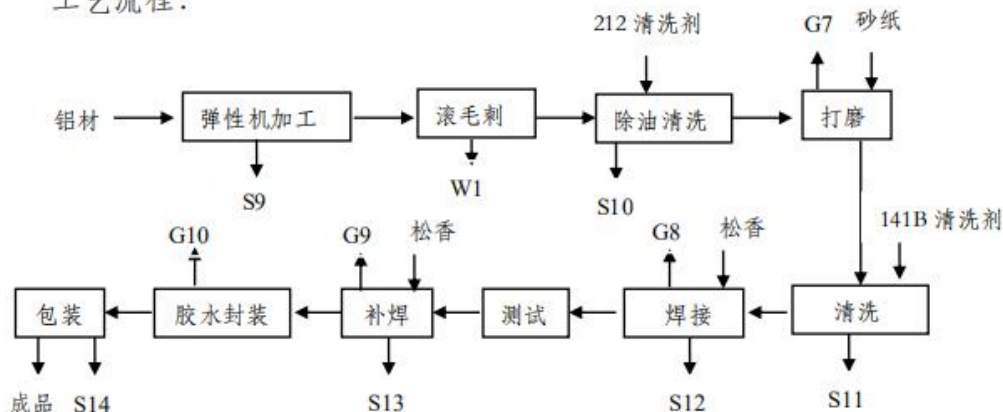 工艺流程：
212 清洗剂
G7 砂纸
铝材 弹性机加工 滚毛刺 除油清洗 打磨
S9 W1 S10
141B 清洗剂
G10 G9 松香 G8 松香
包装 胶水封装 补焊 测试 焊接 清洗
成品 S14 S13 S12 S11